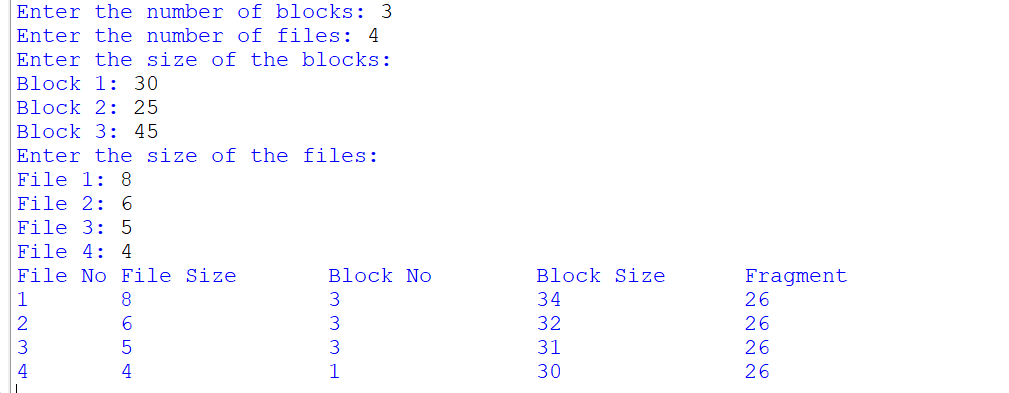 Enter the number of blocks: 3
Enter the number of files: 4
Enter the size of the blocks:
Block 1: 30
Block 2: 25
Block 3: 45
Enter the size of the files:
File 1: 8
File 2: 6
File 3: 5
File 4: 4
File No File Size Block No Block Size Fragment
1 8 3 34 26
2 6 3 32 26
3 5 3 31 26
4 4 1 30 26